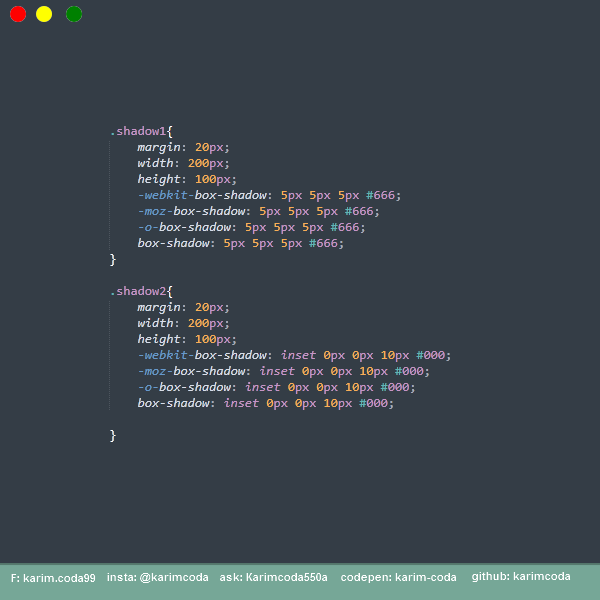 .shadow1{
margin: 20px;
width: 200px;
height: 100px;
-webkit-box-shadow: 5px 5px 5px #666;
-moz-box-shadow: 5px 5px 5px #666;
-o-box-shadow: 5px 5px 5px #666;
box-shadow: 5px 5px 5px #666;
}
.shadow2{
margin: 20px;
width: 200px;
height: 100px;
-webkit-box-shadow: inset 0px 0px 10px #000;
-moz-box-shadow: inset 0px 0px 10px #000;
-o-box-shadow: inset 0px 0px 10px #000;
box-shadow: inset 0px 0px 10px #000;
}
F: karim.coda99 insta: @karimcoda ask: Karimcoda550a codepen: karim-coda github: karimcoda